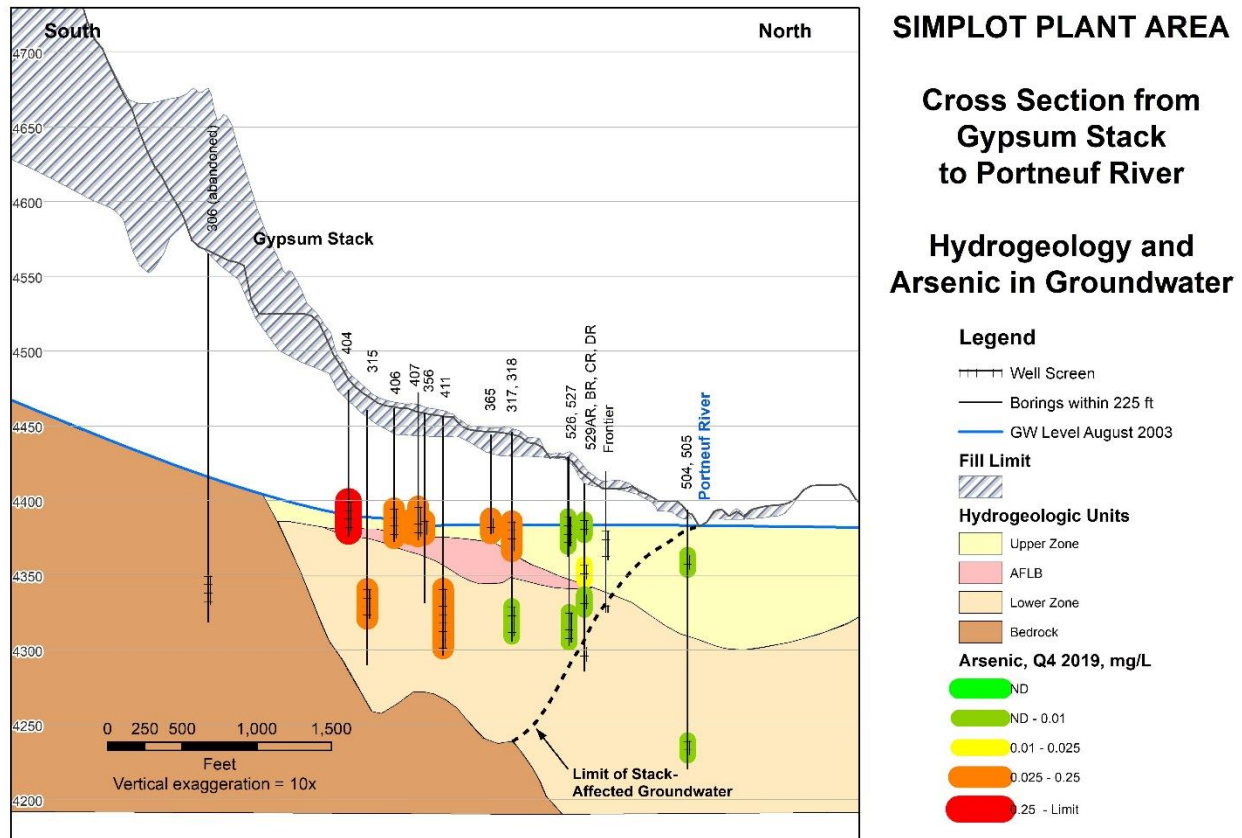 South
North
4700
4650
4600
4550
4500
4450
4400
4350
4300
4250
4200
306 (abandoned)
Gypsum Stack
404
315
406
407
356
411
365
317, 318
526, 527
529AR, BR, CR, DR
Frontier
504, 505
Portneuf River
0 250 500 1,000 1,500
Feet
Vertical exaggeration = 10x
Limit of Stack-
Affected Groundwater
SIMPLOT PLANT AREA
Cross Section from
Gypsum Stack
to Portneuf River
Hydrogeology and
Arsenic in Groundwater
Legend
Well Screen
Borings within 225 ft
GW Level August 2003
Fill Limit
Hydrogeologic Units
Upper Zone
AFLB
Lower Zone
Bedrock
Arsenic, Q4 2019, mg/L
ND
ND - 0.01
0.01 - 0.025
0.025 - 0.25
0.25 - Limit